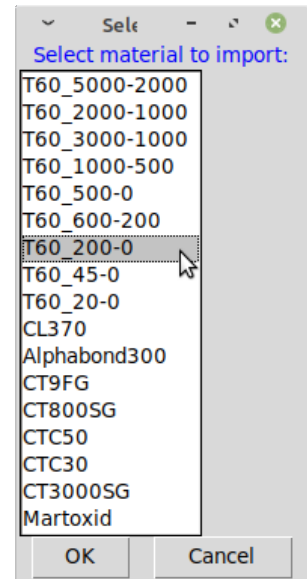 Sele
Select material to import:
T60_5000-2000
T60_2000-1000
T60_3000-1000
T60_1000-500
T60_500-0
T60_600-200
T60_200-0
T60_45-0
T60_20-0
CL370
Alphabond300
CT9FG
CT800SG
CTC50
CTC30
CT3000SG
Martoxid
OK Cancel